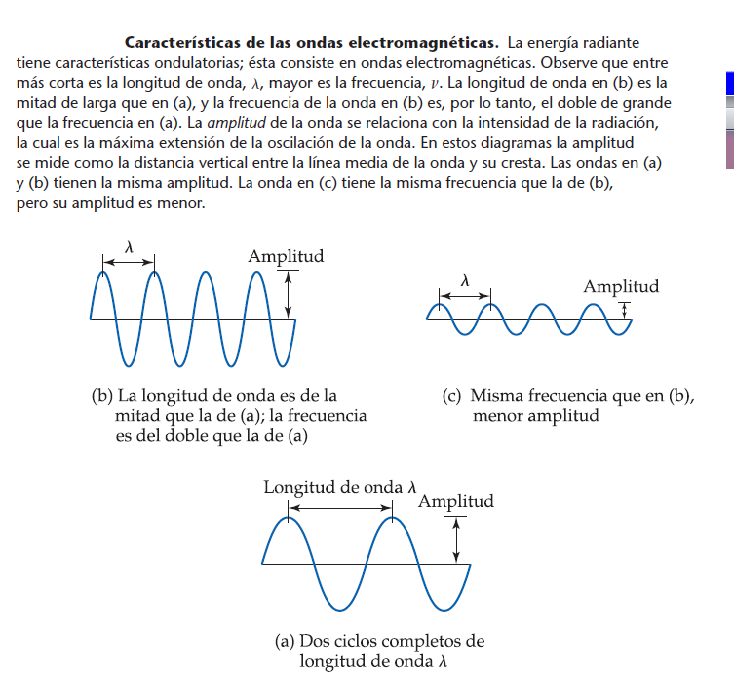 Características de las ondas electromagnéticas. La energía radiante
tiene características ondulatorias; ésta consiste en ondas electromagnéticas. Observe que entre
más corta es la longitud de onda, λ, mayor es la frecuencia, ν. La longitud de onda en (b) es la
mitad de larga que en (a), y la frecuencia de la onda en (b) es, por lo tanto, el doble de grande
que la frecuencia en (a). La amplitud de la onda se relaciona con la intensidad de la radiación,
la cual es la máxima extensión de la oscilación de la onda. En estos diagramas la amplitud
se mide como la distancia vertical entre la línea media de la onda y su cresta. Las ondas en (a)
y (b) tienen la misma amplitud. La onda en (c) tiene la misma frecuencia que la de (b),
pero su amplitud es menor.
λ
Amplitud
(b) La longitud de onda es de la
mitad que la de (a); la frecuencia
es del doble que la de (a)
λ
Amplitud
(c) Misma frecuencia que en (b),
menor amplitud
Longitud de onda λ
Amplitud
(a) Dos ciclos completos de
longitud de onda λ